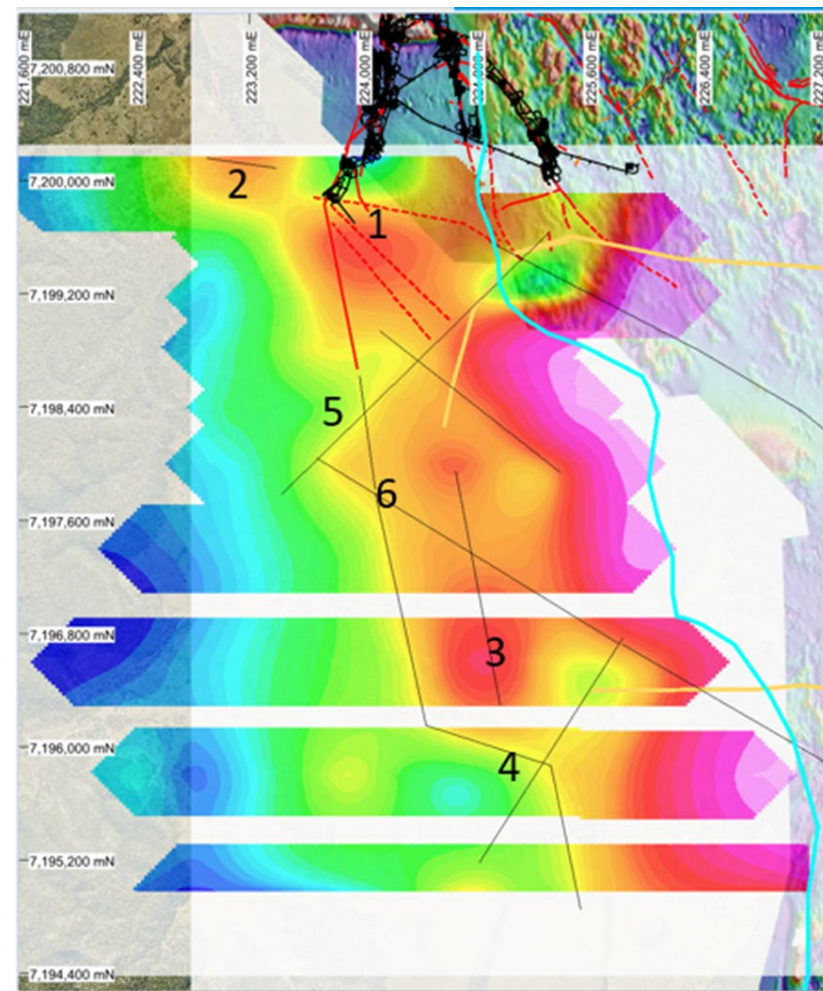 221,600 mE
222,400 mE
223,200 mE
224,000 mE
225,600 mE
226,400 mE
227,200 mE
7,200,800 mN
7,200,000 mN
2
1
7,199,200 mN
7,198,400 mN
5
6
7,197,600 mN
7,196,800 mN
3
7,196,000 mN
4
7,195,200 mN
7,194,400 mN